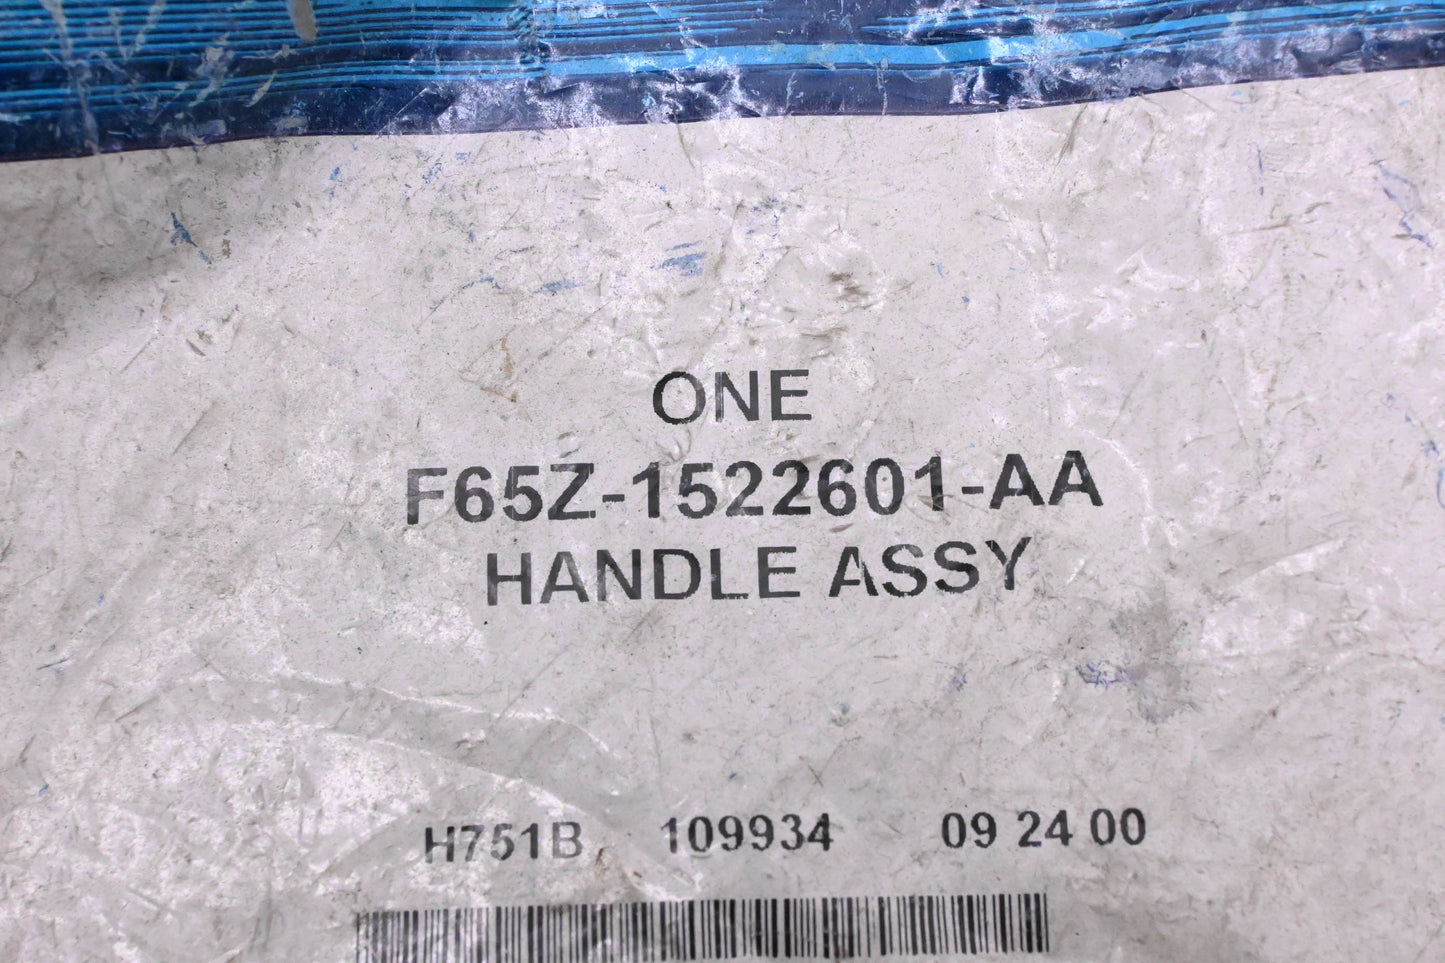 ONE
F65Z-1522601-AA
HANDLE ASSY
H751B 109934 09 24 00